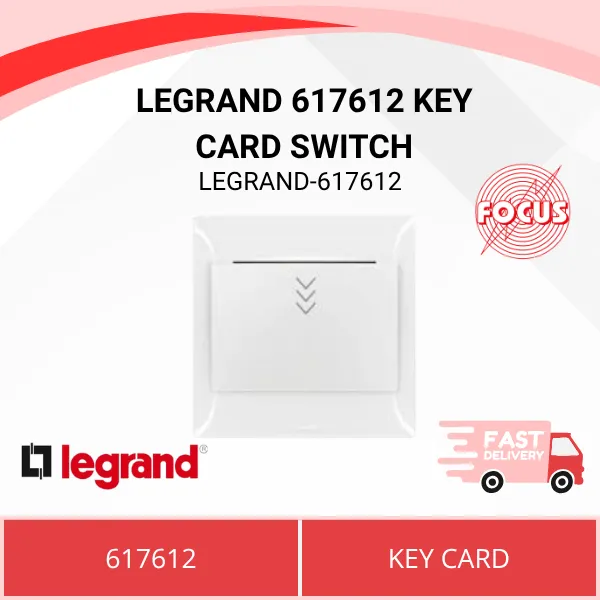 LEGRAND 617612 KEY
CARD SWITCH
LEGRAND-617612
FOCUS
legrand®
FAST
DELIVERY
617612
KEY CARD